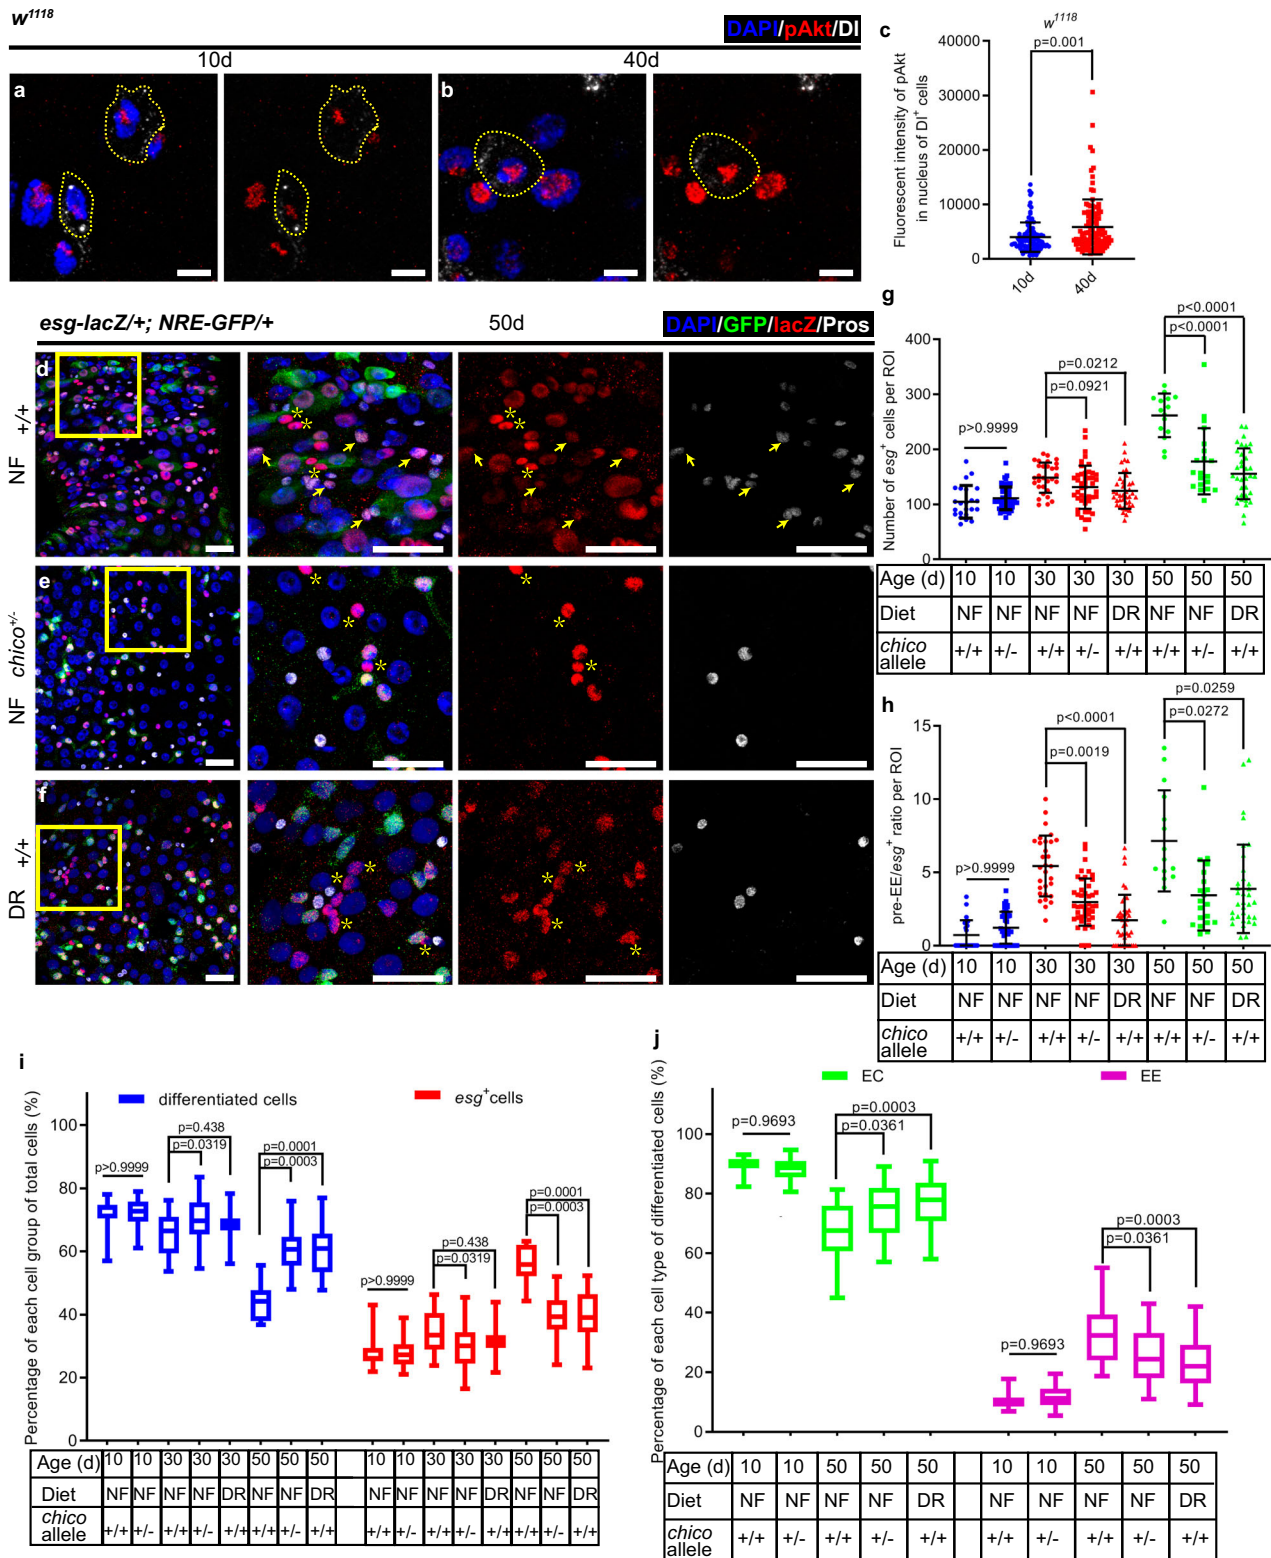 w1118
DAPI/pAkt/Dl
10d
40d
a
b
c
w1118
p=0.001
Fluorescent intensity of pAkt
in nucleus of Dl+ cells
40000
30000
20000
10000
0
10d
40d
esg-lacZ/+; NRE-GFP/+
50d
DAPI/GFP/lacZ/Pros
d
+/+
NF
e
chico+/-
NF
f
+/+
DR
g
Number of esg+ cells per ROI
400
300
200
100
0
p>0.9999
p=0.0212
p=0.0921
p<0.0001
p<0.0001
Age (d) 10 10 30 30 30 50 50 50
Diet NF NF NF NF DR NF NF DR
chico allele +/+ +/- +/+ +/- +/+ +/+ +/- +/+
h
pre-EE/esg+ ratio per ROI
15
10
5
0
p>0.9999
p<0.0001
p=0.0019
p=0.0259
p=0.0272
Age (d) 10 10 30 30 30 50 50 50
Diet NF NF NF NF DR NF NF DR
chico allele +/+ +/- +/+ +/- +/+ +/+ +/- +/+
i
differentiated cells
esg+cells
Percentage of each cell group of total cells (%)
100
80
60
40
20
0
p>0.9999
p=0.438
p=0.0319
p=0.0001
p=0.0003
p>0.9999
p=0.438
p=0.0319
p=0.0001
p=0.0003
Age (d) 10 10 30 30 30 50 50 50 10 10 30 30 30 50 50 50
Diet NF NF NF NF DR NF NF DR NF NF NF NF DR NF NF DR
chico allele +/+ +/- +/+ +/- +/+ +/+ +/- +/+ +/+ +/- +/+ +/- +/+ +/+ +/- +/+
j
EC
EE
Percentage of each cell type of differentiated cells (%)
100
80
60
40
20
0
p=0.9693
p=0.0003
p=0.0361
p=0.9693
p=0.0003
p=0.0361
Age (d) 10 10 50 50 50 10 10 50 50 50
Diet NF NF NF NF DR NF NF NF NF DR
chico allele +/+ +/- +/+ +/- +/+ +/+ +/- +/+ +/- +/+